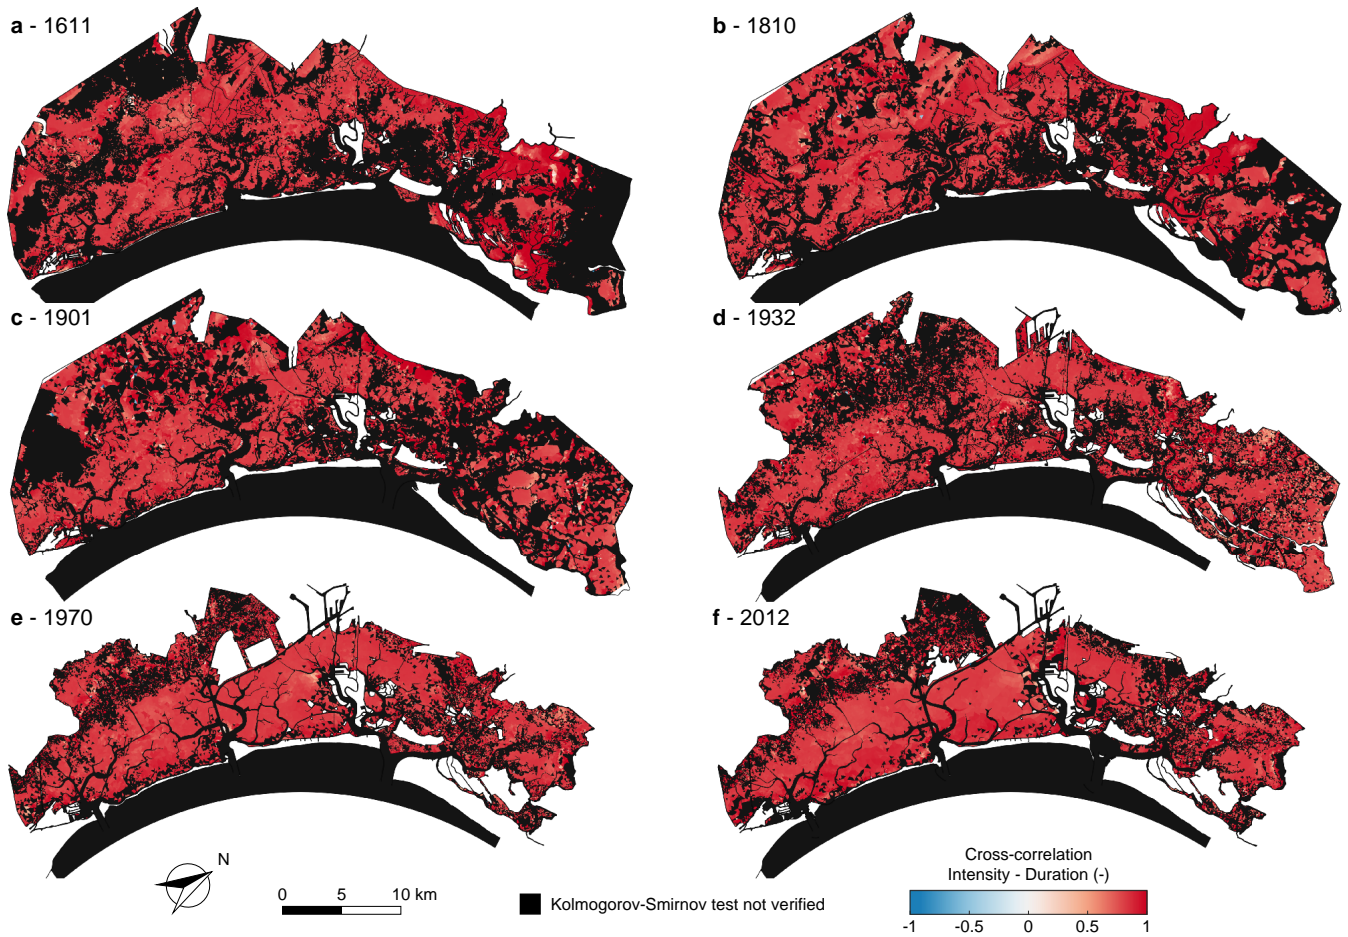 a - 1611
b - 1810
c - 1901
d - 1932
e - 1970
f - 2012
N
0 5 10 km
Kolmogorov-Smirnov test not verified
Cross-correlation
Intensity - Duration (-)
-1 -0.5 0 0.5 1